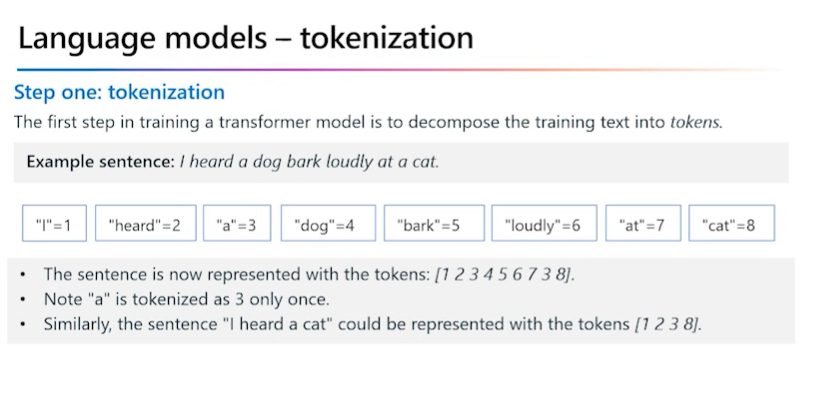 Language models – tokenization
Step one: tokenization
The first step in training a transformer model is to decompose the training text into tokens.
Example sentence: I heard a dog bark loudly at a cat.
"I"=1 "heard"=2 "a"=3 "dog"=4 "bark"=5 "loudly"=6 "at"=7 "cat"=8
• The sentence is now represented with the tokens: [1 2 3 4 5 6 7 3 8].
• Note "a" is tokenized as 3 only once.
• Similarly, the sentence "I heard a cat" could be represented with the tokens [1 2 3 8].